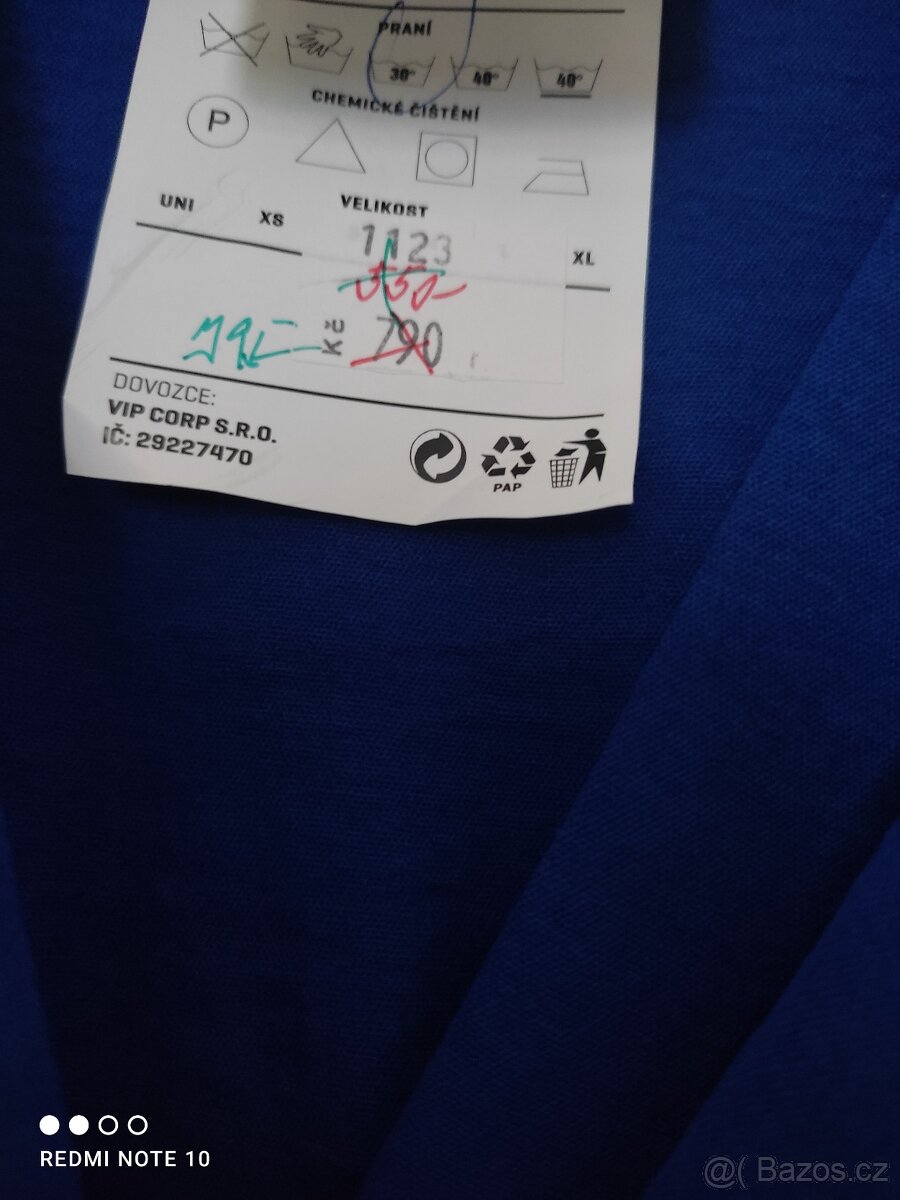 PRANÍ
30° 40° 40°
CHEMICKÉ ČIŠTĚNÍ
P
VELIKOST
UNI XS XL
1123
550-
Kč 790
DOVOZCE:
VIP CORP S.R.O.
IČ: 29227470
PAP
REDMI NOTE 10
@( Bazos.cz